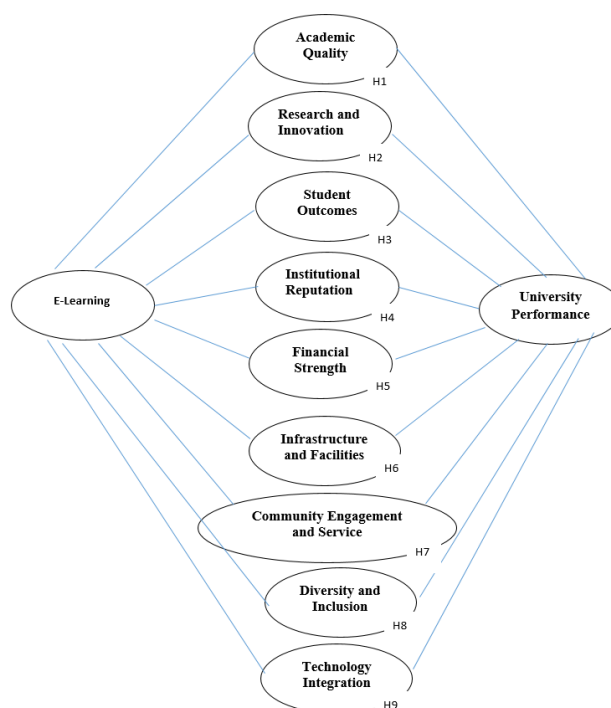 Academic
Quality
H1
Research and
Innovation
H2
Student
Outcomes
H3
E-Learning
Institutional
Reputation
H4
University
Performance
Financial
Strength
H5
Infrastructure
and Facilities
H6
Community Engagement
and Service
H7
Diversity and
Inclusion
H8
Technology
Integration
H9